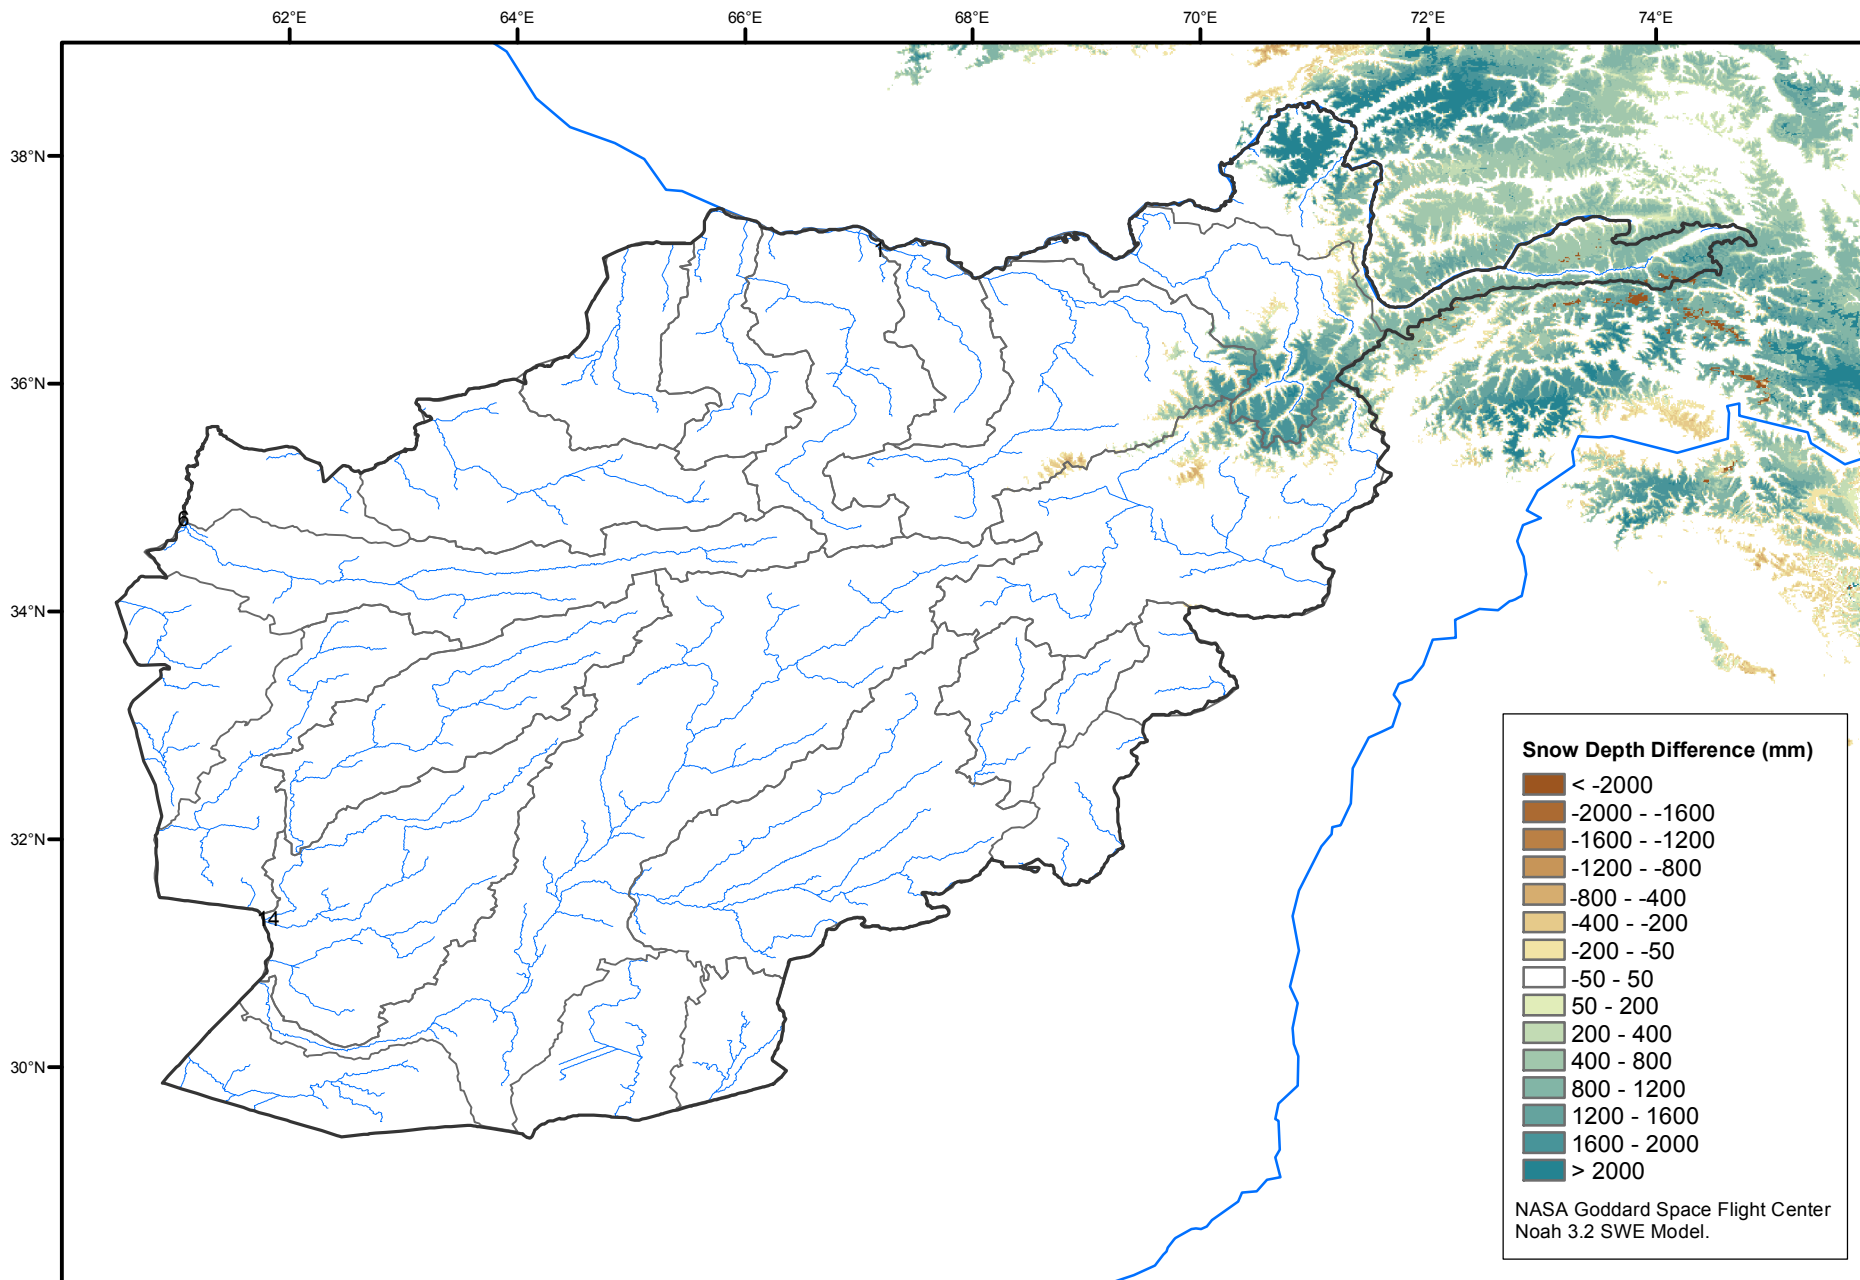 62°E 64°E 66°E 68°E 70°E 72°E 74°E
38°N
1
36°N
6
34°N
32°N
14
30°N
Snow Depth Difference (mm)
< -2000
-2000 - -1600
-1600 - -1200
-1200 - -800
-800 - -400
-400 - -200
-200 - -50
-50 - 50
50 - 200
200 - 400
400 - 800
800 - 1200
1200 - 1600
1600 - 2000
> 2000
NASA Goddard Space Flight Center
Noah 3.2 SWE Model.